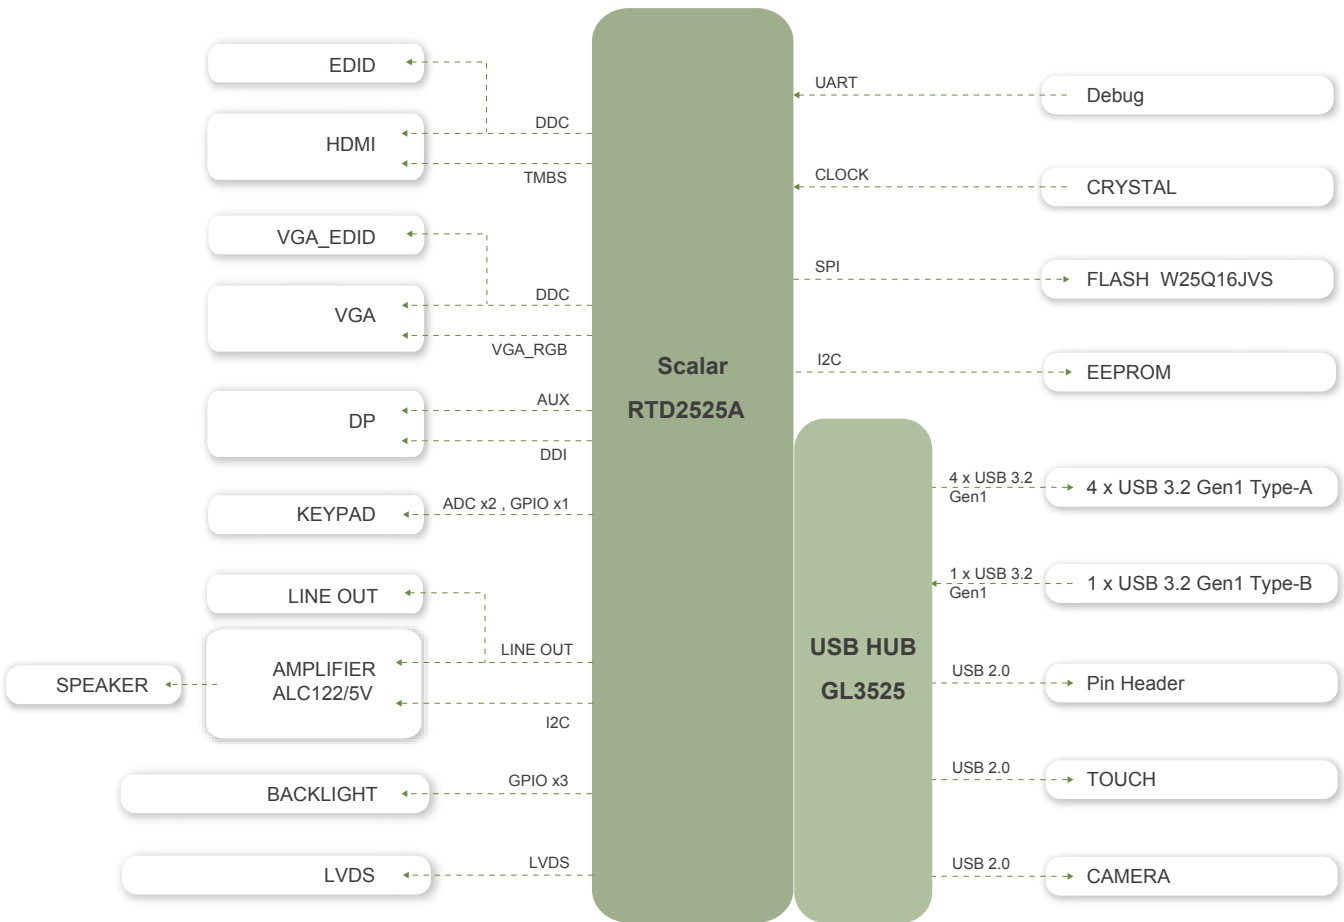 EDID
DDC
HDMI
TMBS
VGA_EDID
DDC
VGA
VGA_RGB
AUX
DP
DDI
ADC x2 , GPIO x1
KEYPAD
LINE OUT
LINE OUT
AMPLIFIER
ALC122/5V
SPEAKER
I2C
GPIO x3
BACKLIGHT
LVDS
LVDS
Scalar
RTD2525A
UART
Debug
CLOCK
CRYSTAL
SPI
FLASH W25Q16JVS
I2C
EEPROM
USB HUB
GL3525
4 x USB 3.2
Gen1
4 x USB 3.2 Gen1 Type-A
1 x USB 3.2
Gen1
1 x USB 3.2 Gen1 Type-B
USB 2.0
Pin Header
USB 2.0
TOUCH
USB 2.0
CAMERA